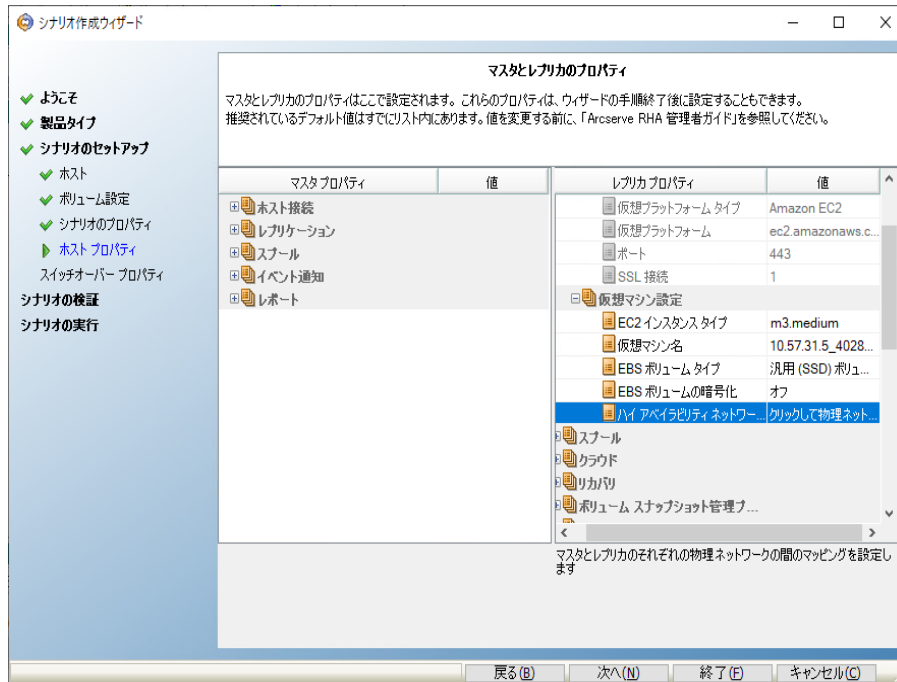 シナリオ作成ウィザード
マスタとレプリカのプロパティ
マスタとレプリカのプロパティはここで設定されます。これらのプロパティは、ウィザードの手順終了後に設定することもできます。
推奨されているデフォルト値はすでにリスト内にあります。値を変更する前に、「Arcserve RHA 管理者ガイド」を参照してください。
ようこそ
製品タイプ
シナリオのセットアップ
ホスト
ボリューム設定
シナリオのプロパティ
ホスト プロパティ
スイッチオーバー プロパティ
シナリオの検証
シナリオの実行
マスタ プロパティ 値
ホスト接続
レプリケーション
スプール
イベント通知
レポート
レプリカ プロパティ 値
仮想プラットフォーム タイプ Amazon EC2
仮想プラットフォーム ec2.amazonaws.c...
ポート 443
SSL 接続 1
仮想マシン設定
EC2 インスタンス タイプ m3.medium
仮想マシン名 10.57.31.5_4028...
EBS ボリューム タイプ 汎用 (SSD) ボリュ...
EBS ボリュームの暗号化 オフ
ハイ アベイラビリティ ネットワー... クリックして物理ネット...
スプール
クラウド
リカバリ
ボリューム スナップショット管理プ...
マスタとレプリカのそれぞれの物理ネットワークの間のマッピングを設定し
ます
戻る(B) 次へ(N) 終了(F) キャンセル(C)